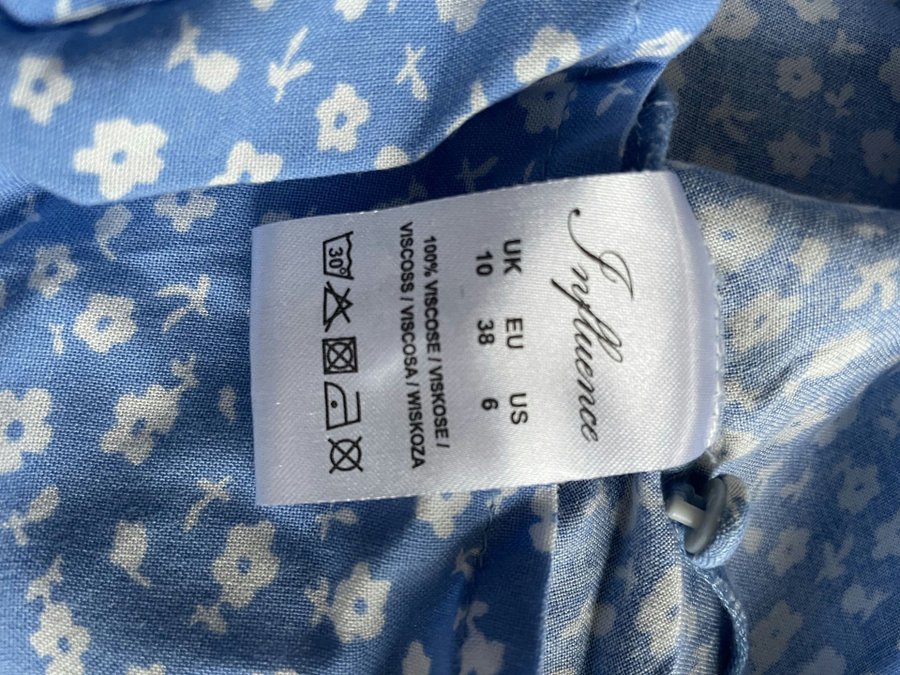 Influence
UK EU US
10 38 6
100% VISCOSE / VISKOSE /
VISCOSS / VISCOSA / WISKOZA
30°